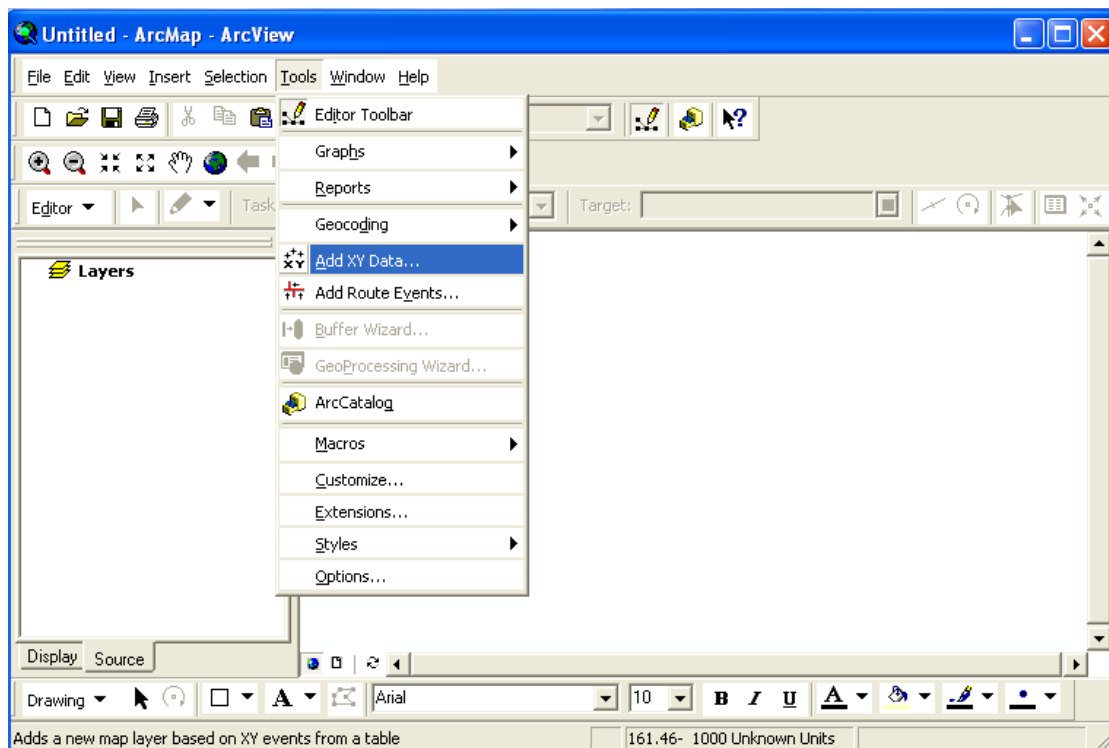 Untitled - ArcMap - ArcView
File Edit View Insert Selection Tools Window Help
Editor Toolbar
Graphs
Reports
Editor Task Target:
Geocoding
Add XY Data...
Layers
Add Route Events...
Buffer Wizard...
GeoProcessing Wizard...
ArcCatalog
Macros
Customize...
Extensions...
Styles
Options...
Display Source
Drawing A Arial 10 B I U A
Adds a new map layer based on XY events from a table 161.46- 1000 Unknown Units